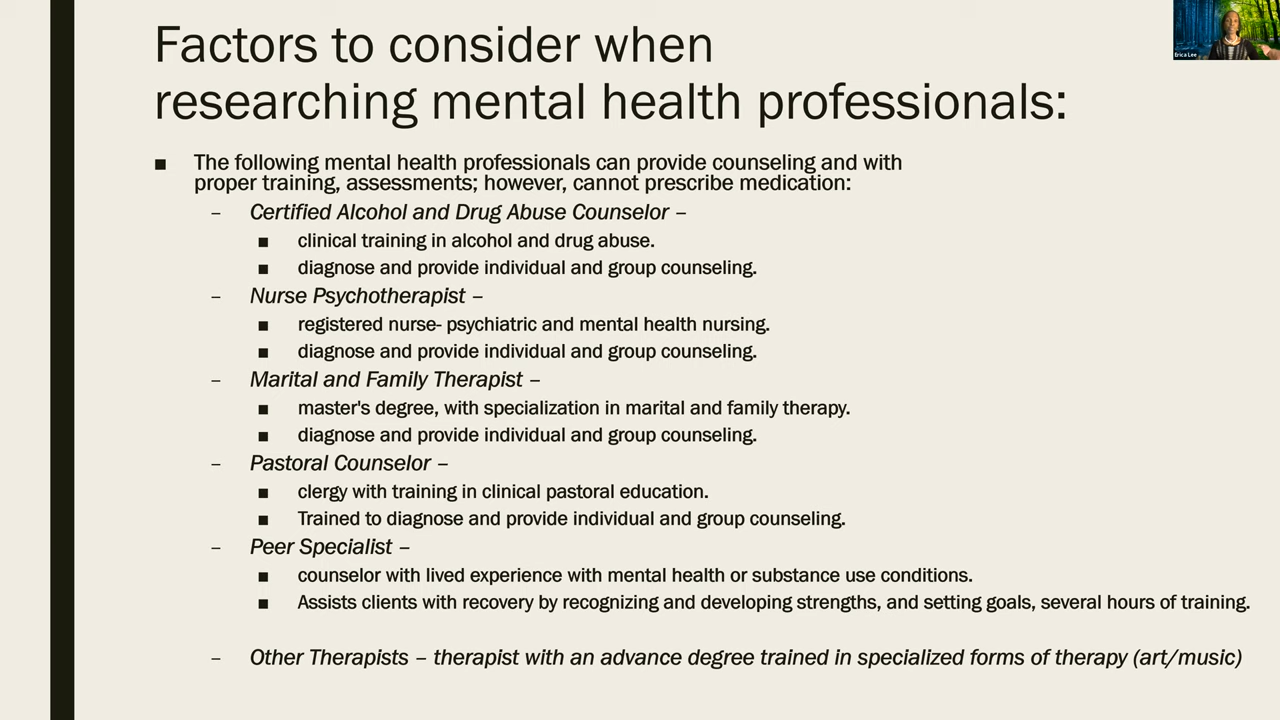 Factors to consider when
researching mental health professionals:
Erica Lee
■ The following mental health professionals can provide counseling and with
proper training, assessments; however, cannot prescribe medication:
– Certified Alcohol and Drug Abuse Counselor –
■ clinical training in alcohol and drug abuse.
■ diagnose and provide individual and group counseling.
– Nurse Psychotherapist –
■ registered nurse- psychiatric and mental health nursing.
■ diagnose and provide individual and group counseling.
– Marital and Family Therapist –
■ master's degree, with specialization in marital and family therapy.
■ diagnose and provide individual and group counseling.
– Pastoral Counselor –
■ clergy with training in clinical pastoral education.
■ Trained to diagnose and provide individual and group counseling.
– Peer Specialist –
■ counselor with lived experience with mental health or substance use conditions.
■ Assists clients with recovery by recognizing and developing strengths, and setting goals, several hours of training.
– Other Therapists – therapist with an advance degree trained in specialized forms of therapy (art/music)